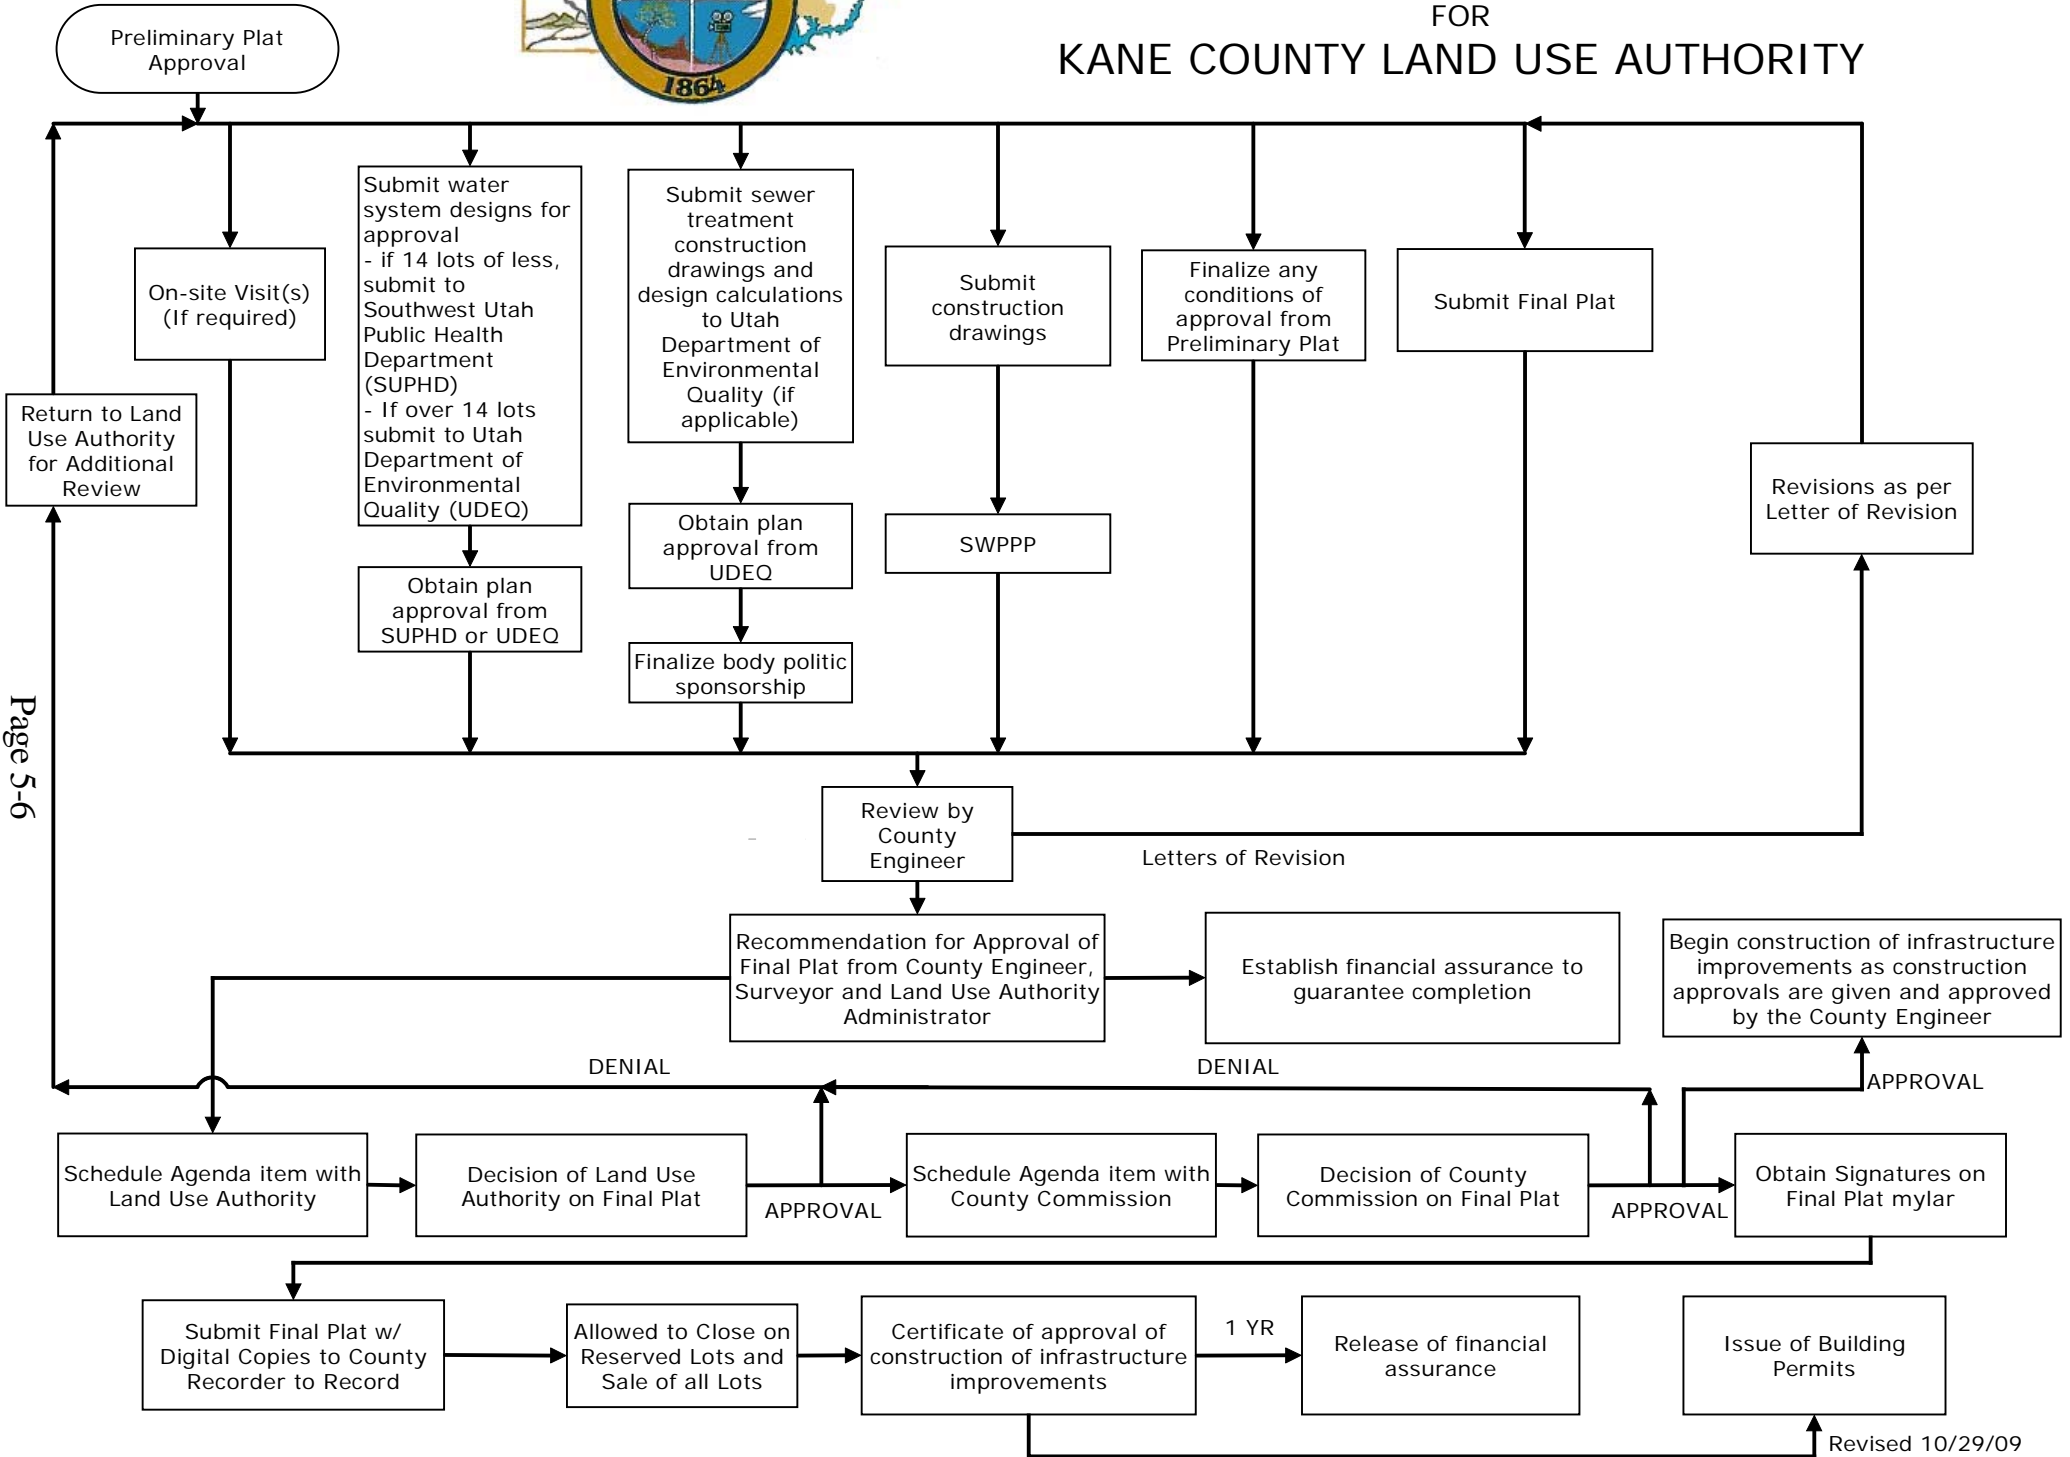 FOR
KANE COUNTY LAND USE AUTHORITY
1864
Preliminary Plat
Approval
On-site Visit(s)
(If required)
Submit water
system designs for
approval
- if 14 lots of less,
submit to
Southwest Utah
Public Health
Department
(SUPHD)
- If over 14 lots
submit to Utah
Department of
Environmental
Quality (UDEQ)
Submit sewer
treatment
construction
drawings and
design calculations
to Utah
Department of
Environmental
Quality (if
applicable)
Submit
construction
drawings
Finalize any
conditions of
approval from
Preliminary Plat
Submit Final Plat
Return to Land
Use Authority
for Additional
Review
Revisions as per
Letter of Revision
Obtain plan
approval from
SUPHD or UDEQ
Obtain plan
approval from
UDEQ
SWPPP
Finalize body politic
sponsorship
Page 5-6
Review by
County
Engineer
Letters of Revision
Recommendation for Approval of
Final Plat from County Engineer,
Surveyor and Land Use Authority
Administrator
Establish financial assurance to
guarantee completion
Begin construction of infrastructure
improvements as construction
approvals are given and approved
by the County Engineer
DENIAL
DENIAL
APPROVAL
Schedule Agenda item with
Land Use Authority
Decision of Land Use
Authority on Final Plat
APPROVAL
Schedule Agenda item with
County Commission
Decision of County
Commission on Final Plat
APPROVAL
Obtain Signatures on
Final Plat mylar
Submit Final Plat w/
Digital Copies to County
Recorder to Record
Allowed to Close on
Reserved Lots and
Sale of all Lots
Certificate of approval of
construction of infrastructure
improvements
1 YR
Release of financial
assurance
Issue of Building
Permits
Revised 10/29/09